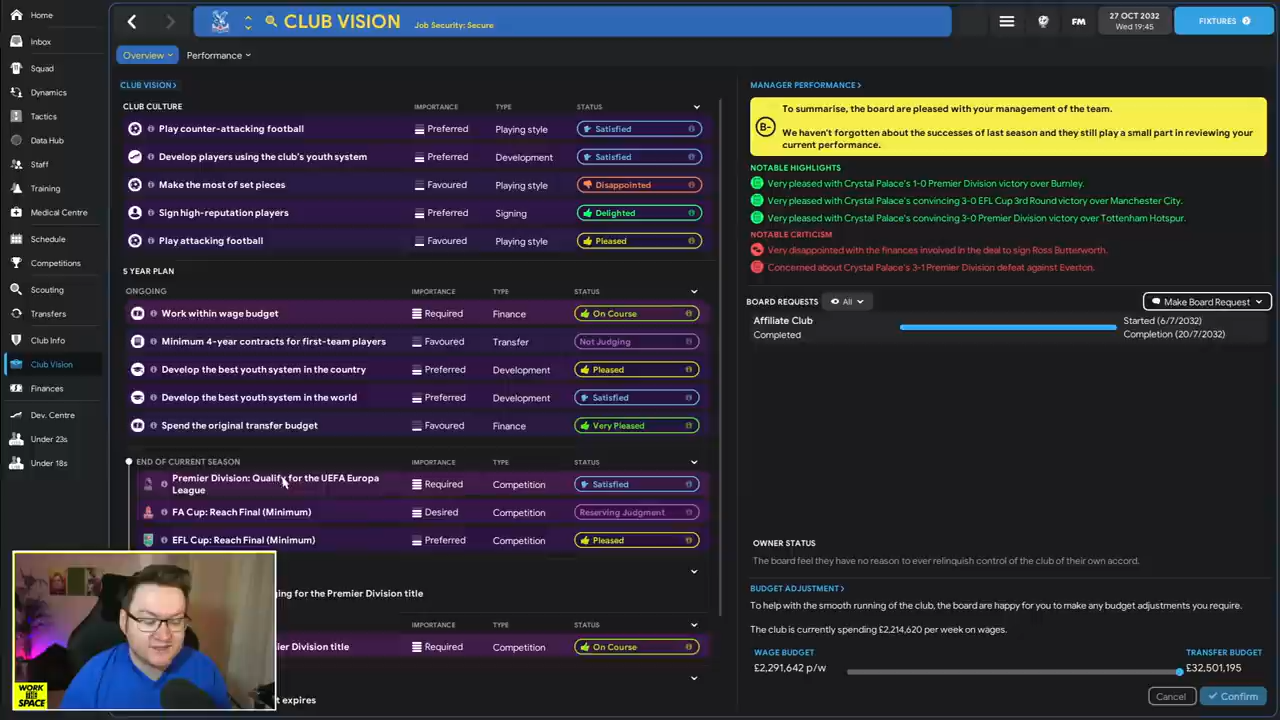 Home
Inbox
Squad
Dynamics
Tactics
Data Hub
Staff
Training
Medical Centre
Schedule
Competitions
Scouting
Transfers
Club Info
Club Vision
Finances
Dev. Centre
Under 23s
Under 18s
CLUB VISION
Job Security: Secure
FM
27 OCT 2032
Wed 19:45
FIXTURES
Overview
Performance
CLUB VISION >
CLUB CULTURE IMPORTANCE TYPE STATUS
Play counter-attacking football Preferred Playing style Satisfied
Develop players using the club's youth system Preferred Development Satisfied
Make the most of set pieces Favoured Playing style Disappointed
Sign high-reputation players Preferred Signing Delighted
Play attacking football Favoured Playing style Pleased
5 YEAR PLAN
ONGOING IMPORTANCE TYPE STATUS
Work within wage budget Required Finance On Course
Minimum 4-year contracts for first-team players Favoured Transfer Not Judging
Develop the best youth system in the country Preferred Development Pleased
Develop the best youth system in the world Preferred Development Satisfied
Spend the original transfer budget Favoured Finance Very Pleased
END OF CURRENT SEASON IMPORTANCE TYPE STATUS
Premier Division: Qualify for the UEFA Europa
League Required Competition Satisfied
FA Cup: Reach Final (Minimum) Desired Competition Reserving Judgment
EFL Cup: Reach Final (Minimum) Preferred Competition Pleased
ging for the Premier Division title
IMPORTANCE TYPE STATUS
ier Division title Required Competition On Course
t expires
WORK
THE
SPACE
MANAGER PERFORMANCE >
B-
To summarise, the board are pleased with your management of the team.
We haven't forgotten about the successes of last season and they still play a small part in reviewing your
current performance.
NOTABLE HIGHLIGHTS
Very pleased with Crystal Palace's 1-0 Premier Division victory over Burnley.
Very pleased with Crystal Palace's convincing 3-0 EFL Cup 3rd Round victory over Manchester City.
Very pleased with Crystal Palace's convincing 3-0 Premier Division victory over Tottenham Hotspur.
NOTABLE CRITICISM
Very disappointed with the finances involved in the deal to sign Ross Butterworth.
Concerned about Crystal Palace's 3-1 Premier Division defeat against Everton.
BOARD REQUESTS All Make Board Request
Affiliate Club Started (6/7/2032)
Completed Completion (20/7/2032)
OWNER STATUS
The board feel they have no reason to ever relinquish control of the club of their own accord.
BUDGET ADJUSTMENT >
To help with the smooth running of the club, the board are happy for you to make any budget adjustments you require.
The club is currently spending £2,214,620 per week on wages.
WAGE BUDGET TRANSFER BUDGET
£2,291,642 p/w £32,501,195
Cancel Confirm